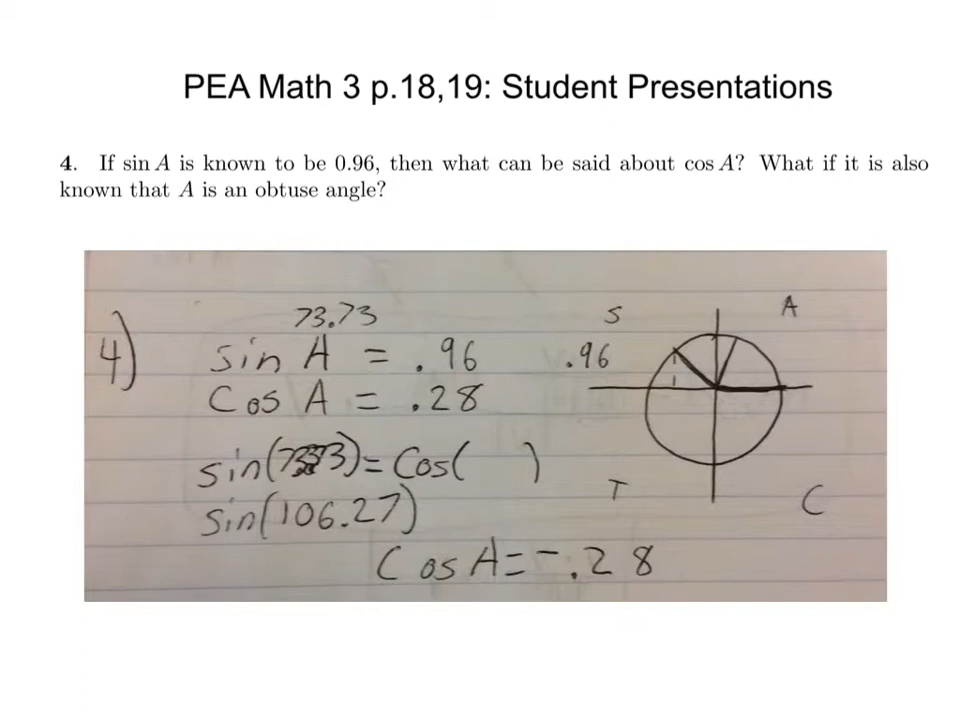 PEA Math 3 p.18,19: Student Presentations
4. If sin A is known to be 0.96, then what can be said about cos A? What if it is also
known that A is an obtuse angle?
73.73
4) sin A = .96
Cos A = .28
S
A
.96
sin(73.73) = Cos( )
sin(106.27)
T
C
Cos A = -.28